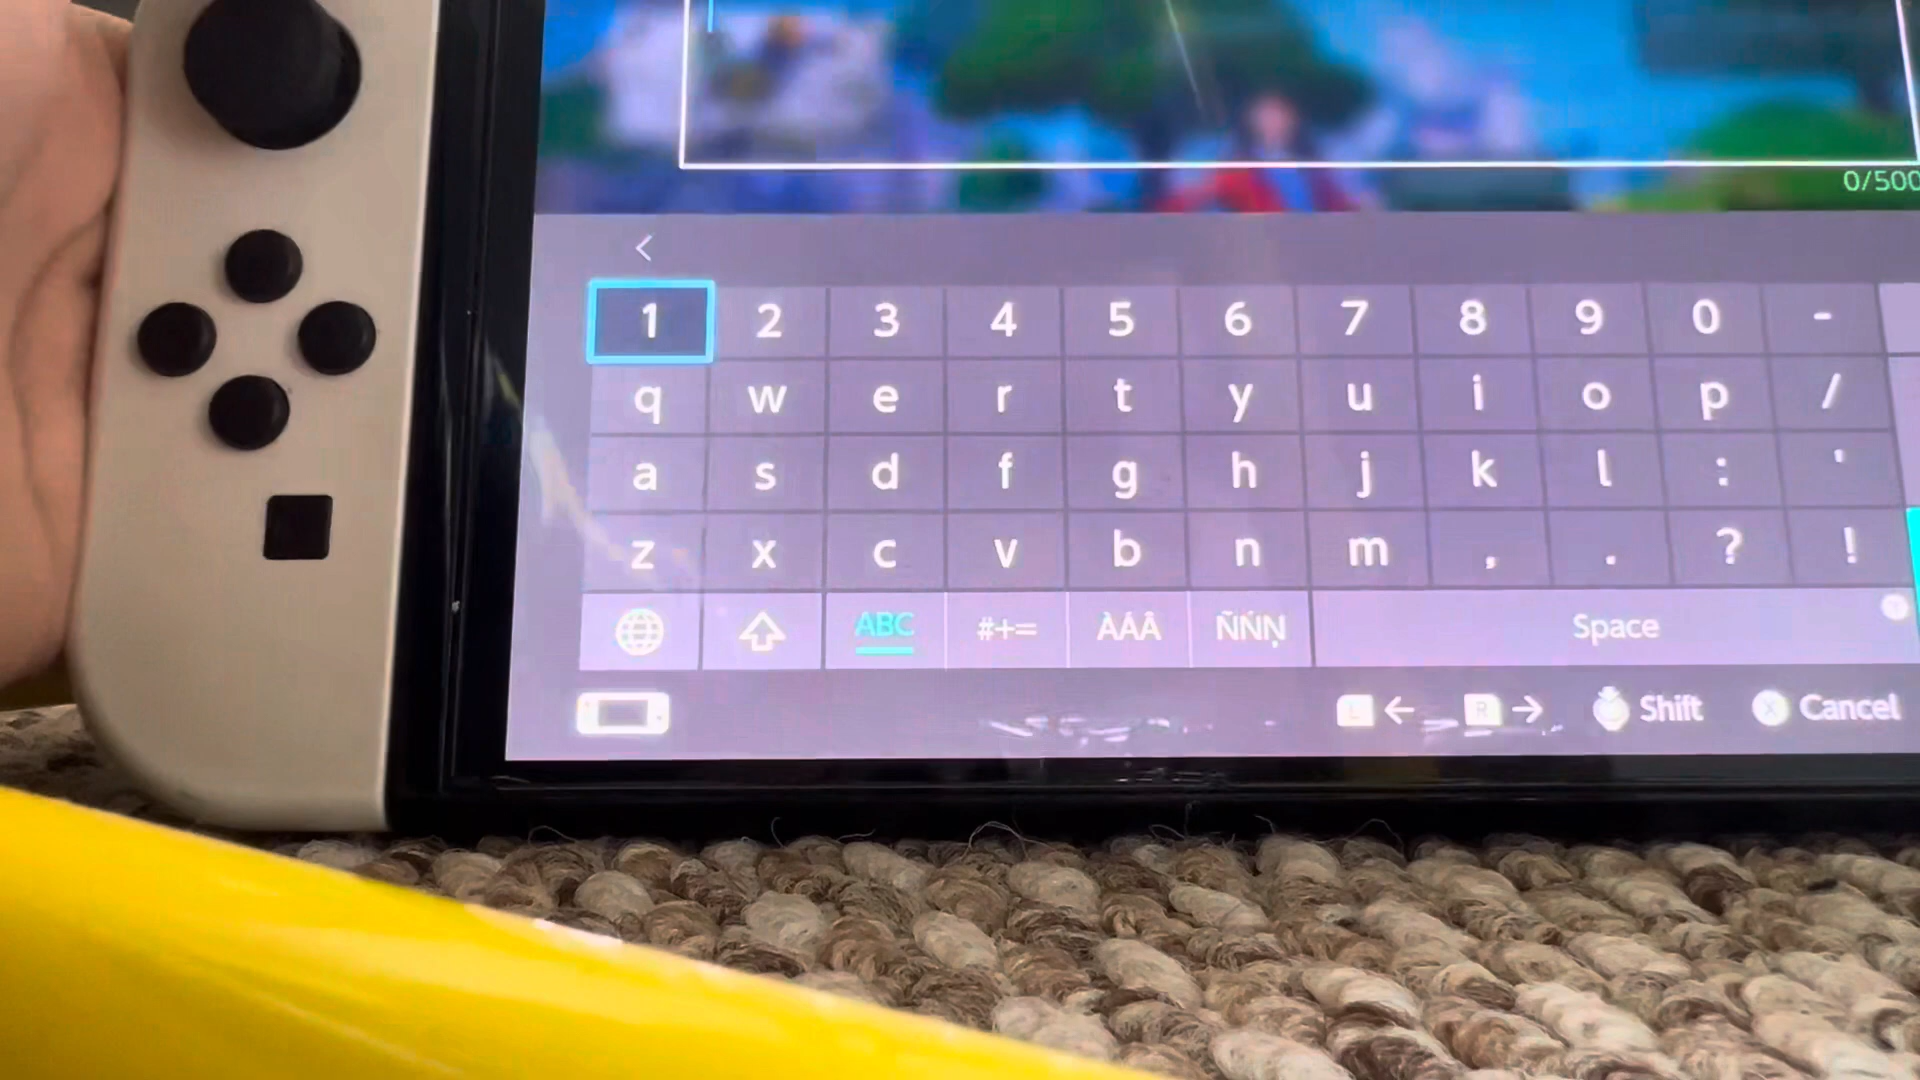 0/500
<
1 2 3 4 5 6 7 8 9 0 -
q w e r t y u i o p /
a s d f g h j k l : '
z x c v b n m , . ? !
ABC #+= ÀÁÂ ÑŃŅ Space
L ← R → Shift X Cancel